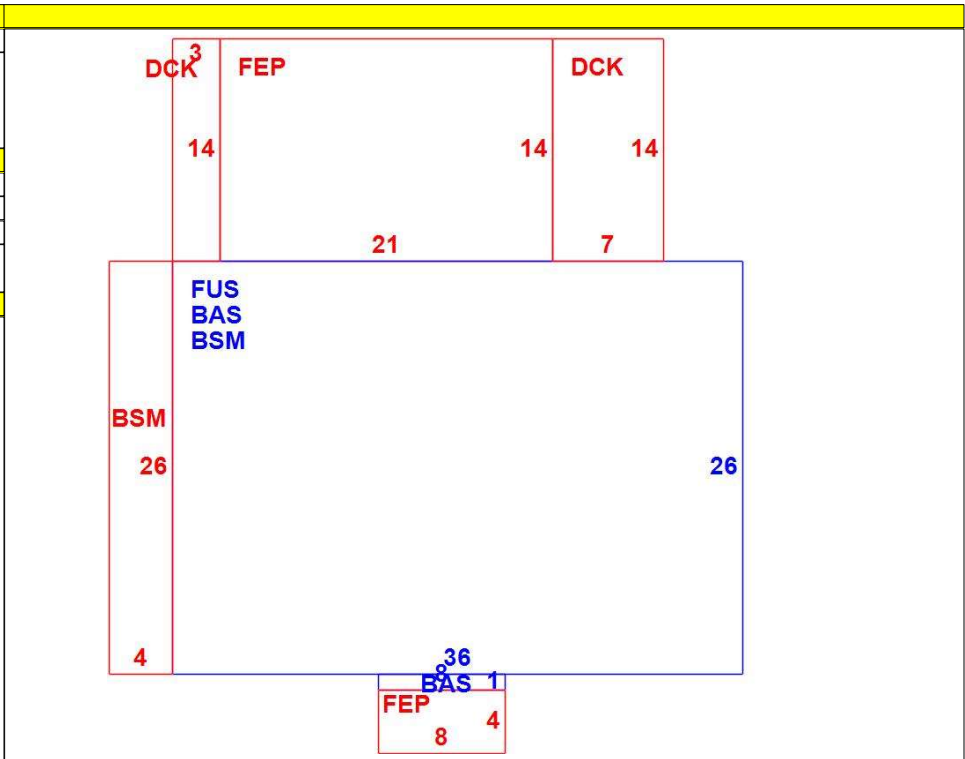 3
DCK FEP DCK
14 14 14
21 7
FUS
BAS
BSM
BSM
26 26
4 36
8
BAS 1
FEP
4
8